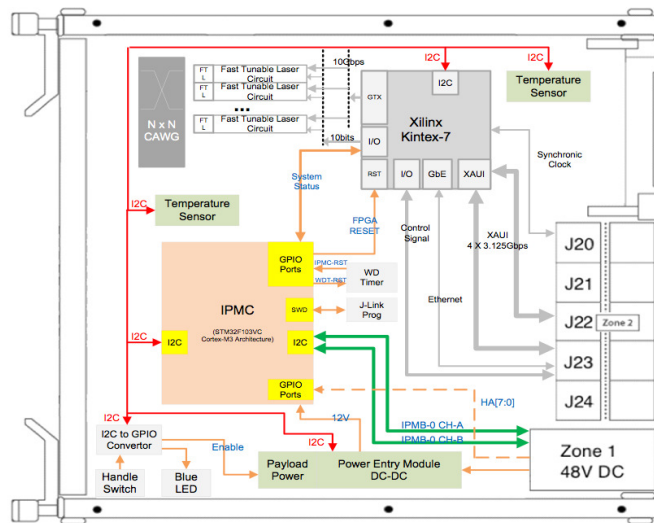 I2C
I2C
10Gbps
FT
L
Fast Tunable Laser
Circuit
FT
L
Fast Tunable Laser
Circuit
...
FT
L
Fast Tunable Laser
Circuit
10bits
N x N
CAWG
GTX
I2C
Xilinx
Kintex-7
I/O
RST
I/O
GbE
XAUI
Temperature
Sensor
Synchronic
Clock
System
Status
I2C
Temperature
Sensor
FPGA
RESET
Control
Signal
XAUI
4 X 3.125Gbps
Ethernet
J20
J21
J22
Zone 2
J23
J24
GPIO
Ports
IPMC-RST
WDT-RST
WD
Timer
IPMC
(STM32F103VC
Cortex-M3 Architecture)
SWD
J-Link
Prog
I2C
I2C
I2C
GPIO
Ports
HA[7:0]
I2C
12V
IPMB-0 CH-A
IPMB-0 CH-B
I2C
I2C to GPIO
Convertor
Enable
Handle
Switch
Blue
LED
Payload
Power
Power Entry Module
DC-DC
Zone 1
48V DC